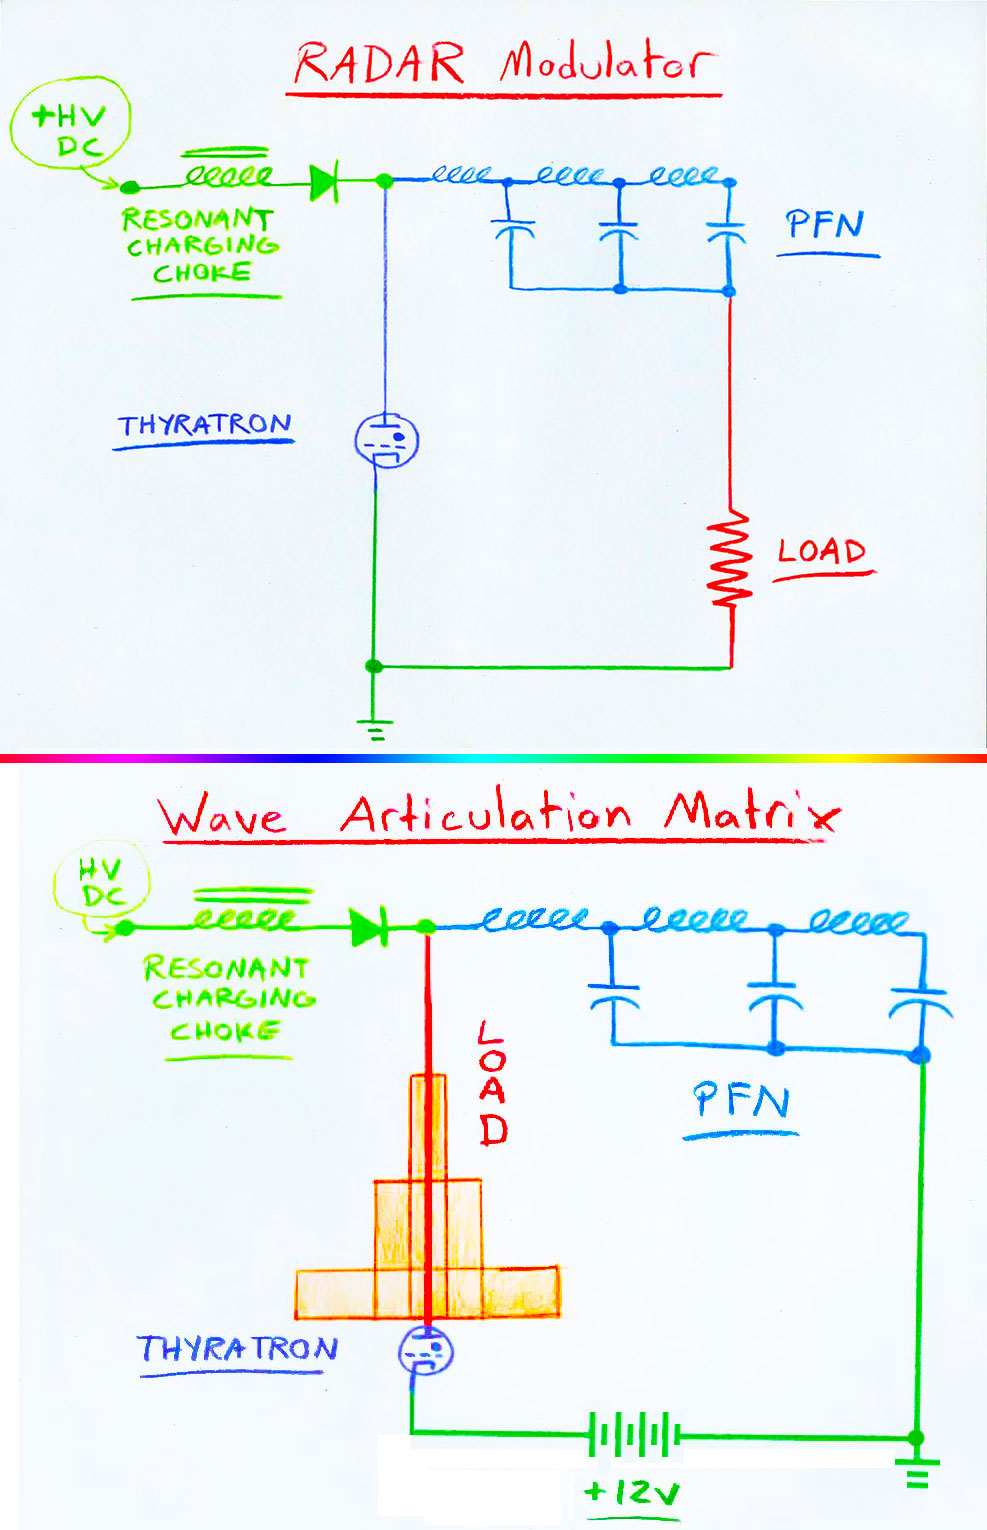 RADAR Modulator
+HV
DC
RESONANT
CHARGING
CHOKE
PFN
THYRATRON
LOAD
Wave Articulation Matrix
HV
DC
RESONANT
CHARGING
CHOKE
LOAD
PFN
THYRATRON
+12V